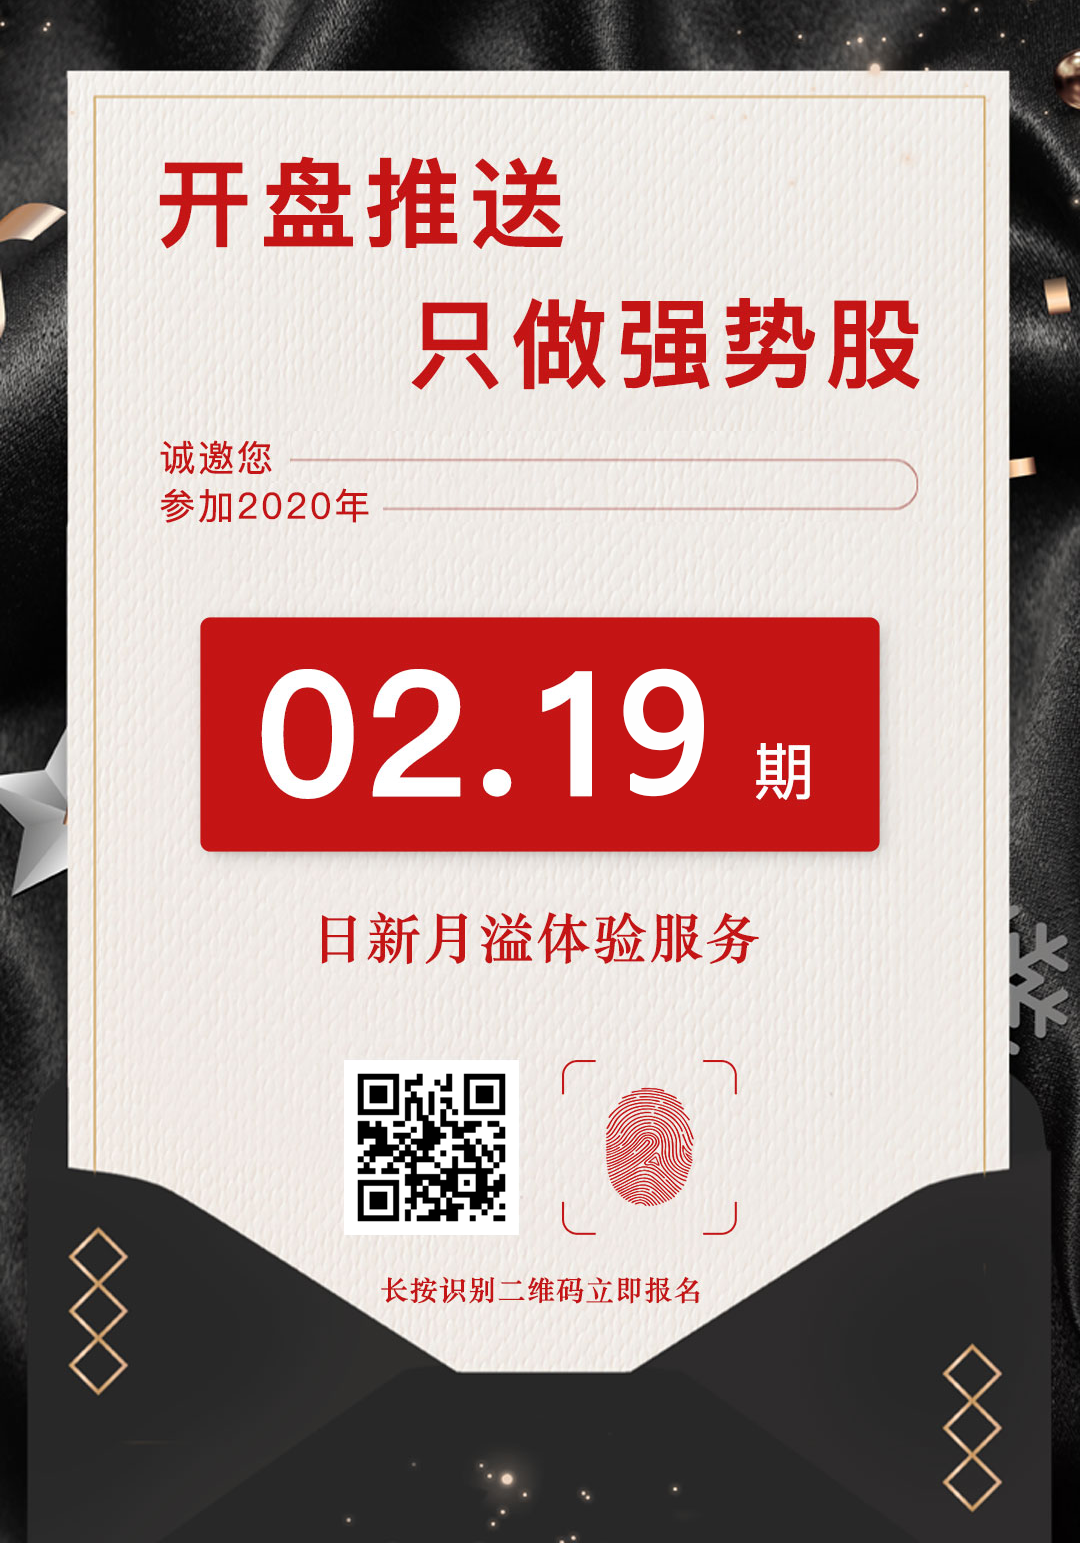 开盘推送
只做强势股
诚邀您
参加2020年
02.19 期
日新月溢体验服务
长按识别二维码立即报名